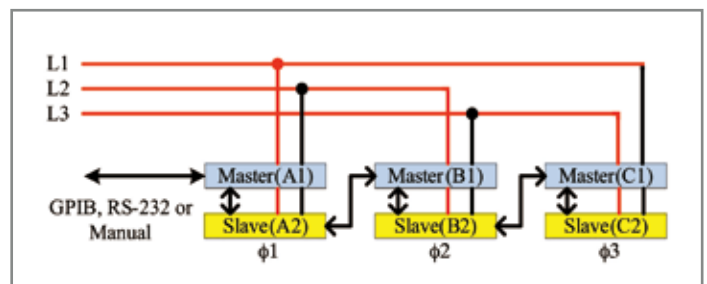 L1
L2
L3
Master(A1) Master(B1) Master(C1)
GPIB, RS-232 or
Manual
Slave(A2) Slave(B2) Slave(C2)
ϕ1 ϕ2 ϕ3